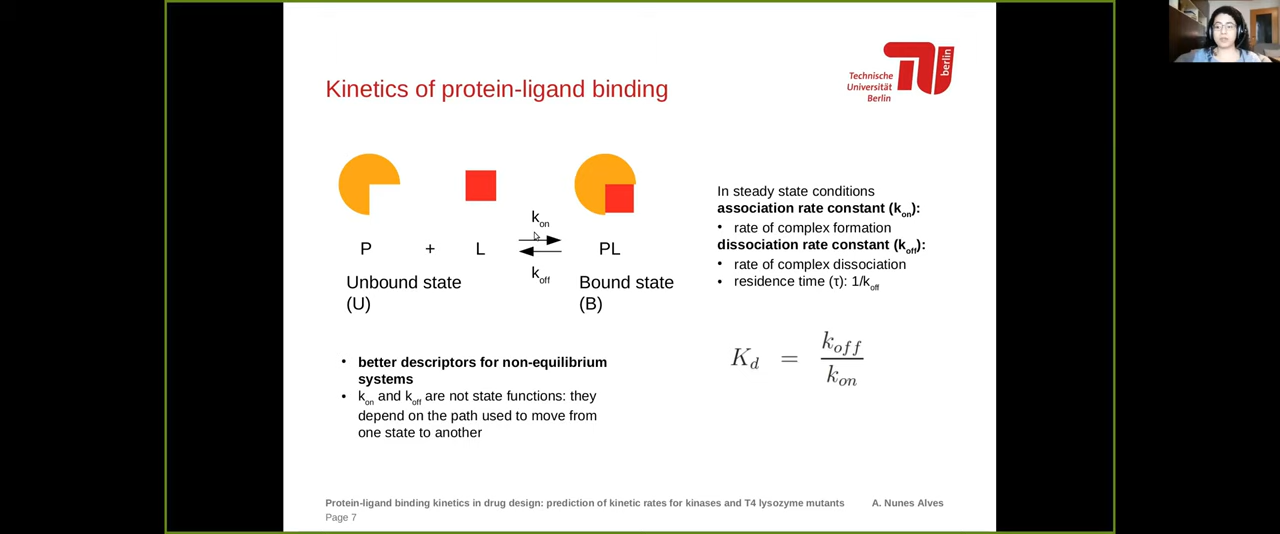 Kinetics of protein-ligand binding
Technische
Universität
Berlin
berlin
k_on
P + L PL
k_off
Unbound state
(U)
Bound state
(B)
In steady state conditions
association rate constant (k_on):
• rate of complex formation
dissociation rate constant (k_off):
• rate of complex dissociation
• residence time (τ): 1/k_off
K_d = k_off / k_on
• better descriptors for non-equilibrium
systems
• k_on and k_off are not state functions: they
depend on the path used to move from
one state to another
Protein-ligand binding kinetics in drug design: prediction of kinetic rates for kinases and T4 lysozyme mutants A. Nunes Alves
Page 7